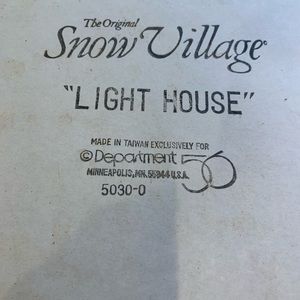 The Original
Snow Village®
"LIGHT HOUSE"
MADE IN TAIWAN EXCLUSIVELY FOR
©Department 56
MINNEAPOLIS, MN. 55344 U.S.A.
5030-0